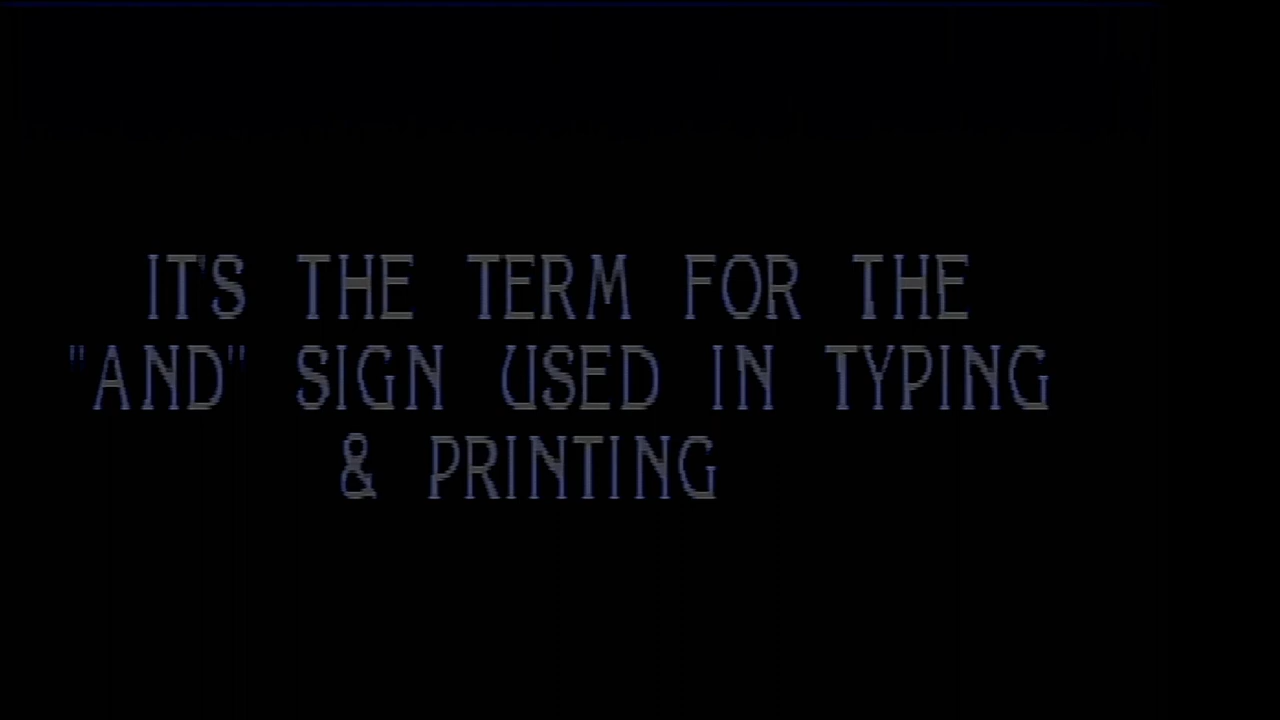 IT'S THE TERM FOR THE
"AND" SIGN USED IN TYPING
& PRINTING